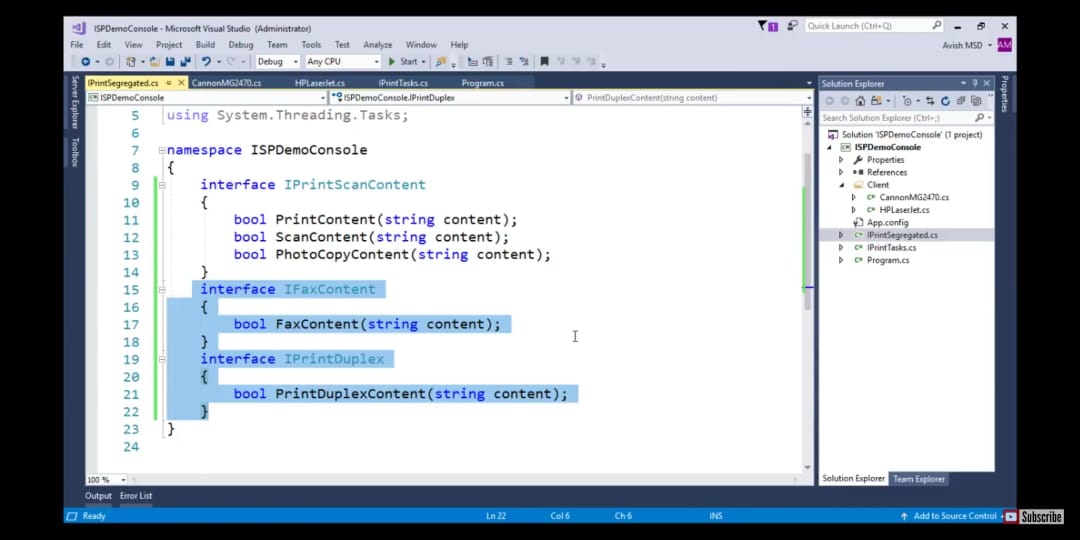 ISPDemoConsole - Microsoft Visual Studio (Administrator)
1
Quick Launch (Ctrl+Q)
File Edit View Project Build Debug Team Tools Test Analyze Window Help
Avish MSD
AM
Debug
Any CPU
Start
Server Explorer
Toolbox
IPrintSegregated.cs
CannonMG2470.cs
HPLaserJet.cs
IPrintTasks.cs
Program.cs
ISPDemoConsole
ISPDemoConsole.IPrintDuplex
PrintDuplexContent(string content)
5 using System.Threading.Tasks;
6
7 namespace ISPDemoConsole
8 {
9 interface IPrintScanContent
10 {
11 bool PrintContent(string content);
12 bool ScanContent(string content);
13 bool PhotoCopyContent(string content);
14 }
15 interface IFaxContent
16 {
17 bool FaxContent(string content);
18 }
19 interface IPrintDuplex
20 {
21 bool PrintDuplexContent(string content);
22 }
23 }
24
100 %
Solution Explorer
Search Solution Explorer (Ctrl+;)
Solution 'ISPDemoConsole' (1 project)
ISPDemoConsole
Properties
References
Client
CannonMG2470.cs
HPLaserJet.cs
App.config
IPrintSegregated.cs
IPrintTasks.cs
Program.cs
Solution Explorer
Team Explorer
Properties
Output
Error List
Ready
Ln 22
Col 6
Ch 6
INS
Add to Source Control
Subscribe